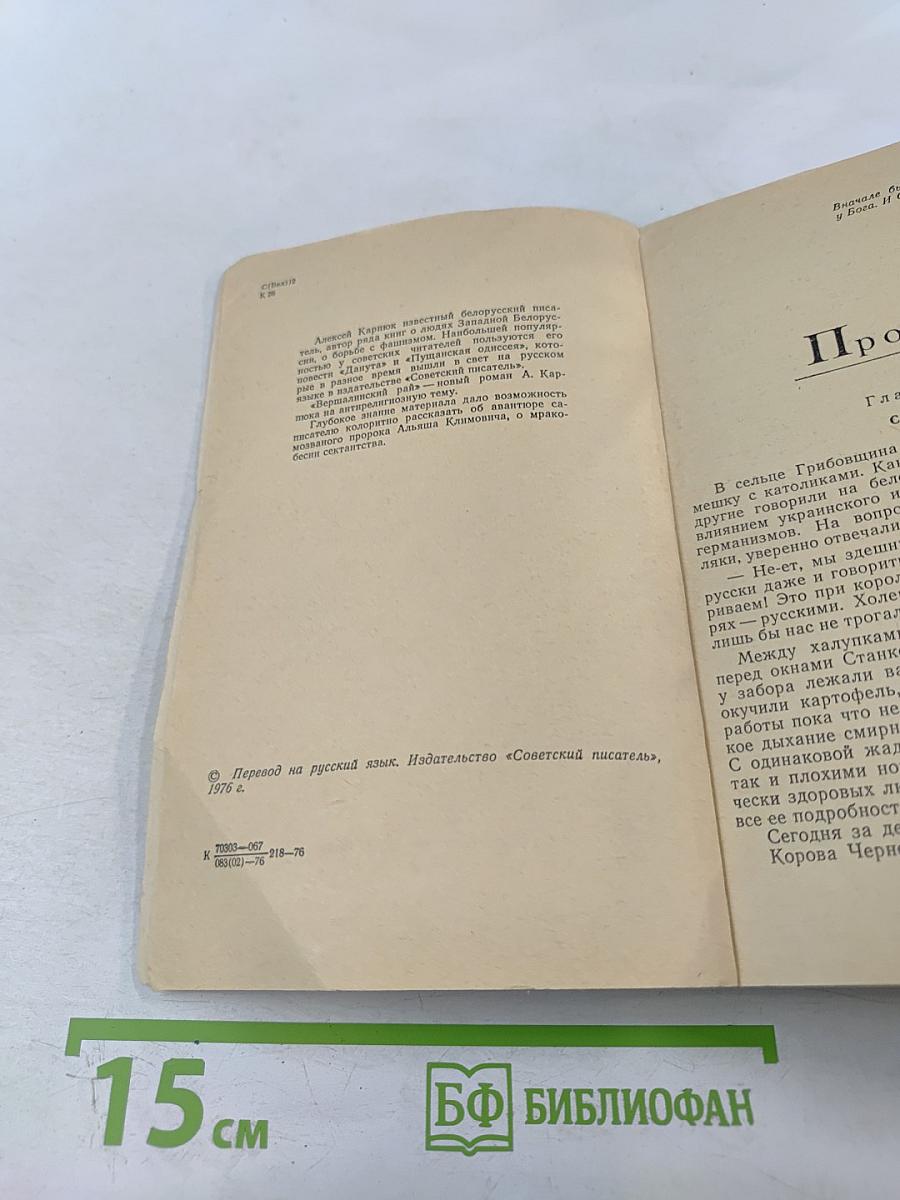 С(Бел)2
К 26
Алексей Карпюк известный белорусский писа-
тель, автор ряда книг о людях Западной Белорус-
сии, о борьбе с фашизмом. Наибольшей популяр-
ностью у советских читателей пользуются его
повести «Данута» и «Пущанская одиссея», кото-
рые в разное время вышли в свет на русском
языке в издательстве «Советский писатель».
«Вершалинский рай» — новый роман А. Кар-
пюка на антирелигиозную тему.
Глубокое знание материала дало возможность
писателю колоритно рассказать об авантюре са-
мозваного пророка Альяша Климовича, о мрако-
бесии сектантства.
© Перевод на русский язык. Издательство «Советский писатель»,
1976 г.
К 70303—067
083(02)—76 218—76
Вначале бы
у Бога. И С
Про
Гла
С
В сельце Грибовщина
мешку с католиками. Ка
другие говорили на бел
влиянием украинского и
германизмов. На вопро
ляки, уверенно отвечали
— Не-ет, мы здешн
русски даже и говорит
риваем! Это при корол
рях — русскими. Холе
лишь бы нас не трогал
Между халупками
перед окнами Станк
у забора лежали ва
окучили картофель,
работы пока что не
кое дыхание смирн
С одинаковой жад
так и плохими но
чески здоровых л
все ее подробност
Сегодня за де
Корова Черн
15 см
БФ БИБЛИОФАН